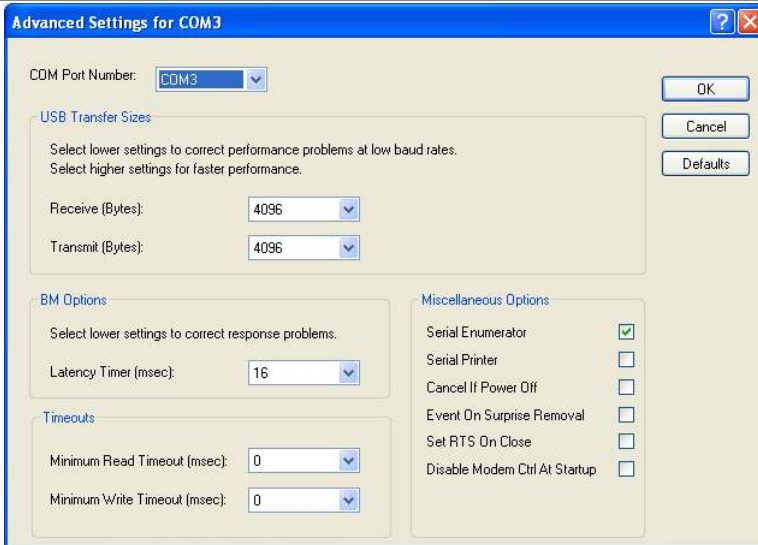 Advanced Settings for COM3
COM Port Number: COM3
OK
Cancel
Defaults
USB Transfer Sizes
Select lower settings to correct performance problems at low baud rates.
Select higher settings for faster performance.
Receive (Bytes): 4096
Transmit (Bytes): 4096
BM Options
Select lower settings to correct response problems.
Latency Timer (msec): 16
Timeouts
Minimum Read Timeout (msec): 0
Minimum Write Timeout (msec): 0
Miscellaneous Options
Serial Enumerator
Serial Printer
Cancel If Power Off
Event On Surprise Removal
Set RTS On Close
Disable Modem Ctrl At Startup